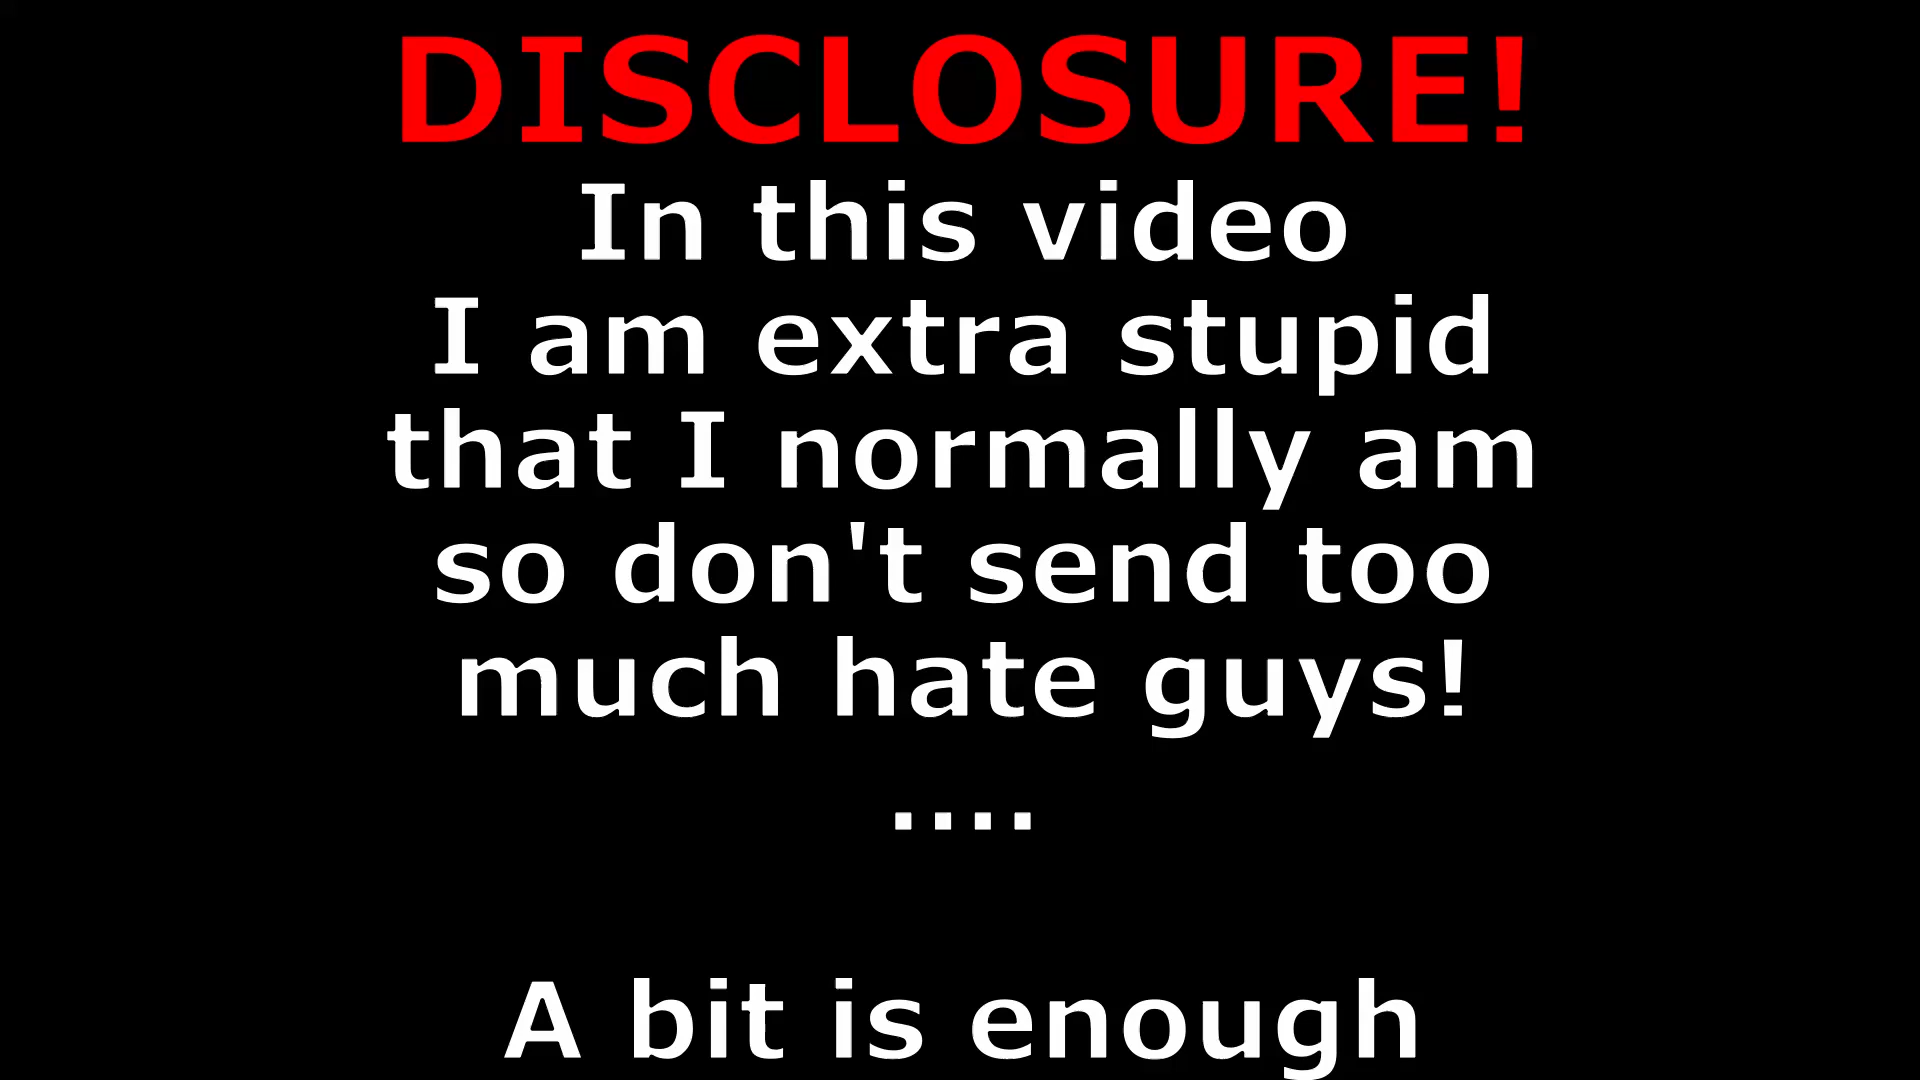 DISCLOSURE!
In this video
I am extra stupid
that I normally am
so don't send too
much hate guys!
....
A bit is enough